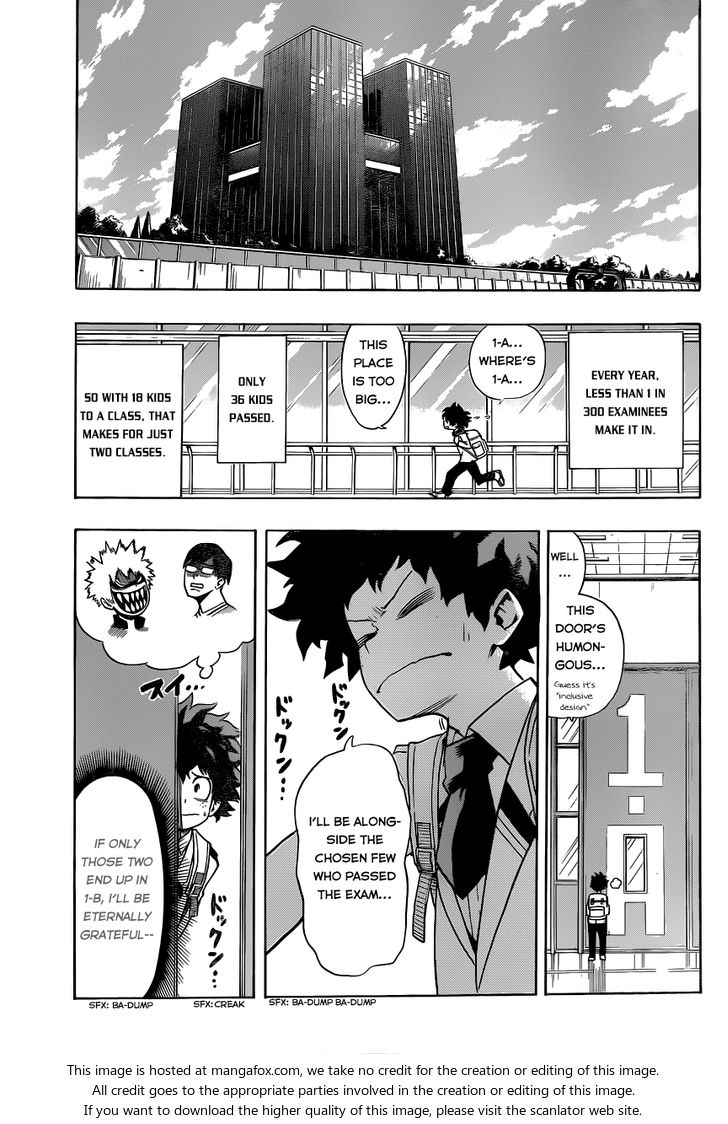 EVERY YEAR,
LESS THAN 1 IN
300 EXAMINEES
MAKE IT IN.
1-A...
WHERE'S
1-A...
THIS
PLACE
IS TOO
BIG...
ONLY
36 KIDS
PASSED.
SO WITH 18 KIDS
TO A CLASS, THAT
MAKES FOR JUST
TWO CLASSES.
WELL
...
THIS
DOOR'S
HUMON-
GOUS...
Guess it's
"inclusive
design"
1-A
ドックン
ドックン…
I'LL BE ALONG-
SIDE THE
CHOSEN FEW
WHO PASSED
THE EXAM...
スイ…
IF ONLY
THOSE TWO
END UP IN
1-B, I'LL BE
ETERNALLY
GRATEFUL--
ドックン…
SFX: BA-DUMP
SFX: CREAK
SFX: BA-DUMP BA-DUMP
This image is hosted at mangafox.com, we take no credit for the creation or editing of this image.
All credit goes to the appropriate parties involved in the creation or editing of this image.
If you want to download the higher quality of this image, please visit the scanlator web site.